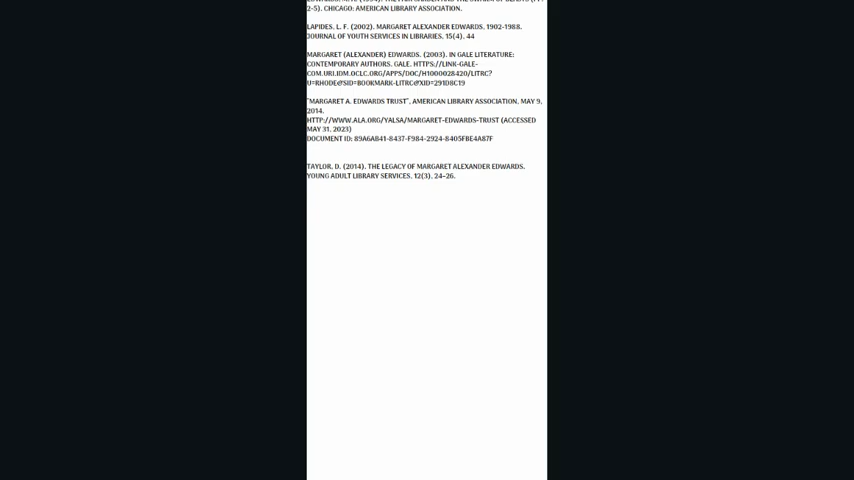 2-5). CHICAGO: AMERICAN LIBRARY ASSOCIATION.
LAPIDES, L. F. (2002). MARGARET ALEXANDER EDWARDS, 1902-1988.
JOURNAL OF YOUTH SERVICES IN LIBRARIES, 15(4), 44
MARGARET (ALEXANDER) EDWARDS. (2003). IN GALE LITERATURE:
CONTEMPORARY AUTHORS. GALE. HTTPS://LINK-GALE-
COM.URI.IDM.OCLC.ORG/APPS/DOC/H1000028420/LITRC?
U=RHODE&SID=BOOKMARK-LITRC&XID=291D8C19
"MARGARET A. EDWARDS TRUST", AMERICAN LIBRARY ASSOCIATION, MAY 9,
2014.
HTTP://WWW.ALA.ORG/YALSA/MARGARET-EDWARDS-TRUST (ACCESSED
MAY 31, 2023)
DOCUMENT ID: 89A6AB41-8437-F984-2924-8405FBE4A87F
TAYLOR, D. (2014). THE LEGACY OF MARGARET ALEXANDER EDWARDS.
YOUNG ADULT LIBRARY SERVICES, 12(3), 24–26.